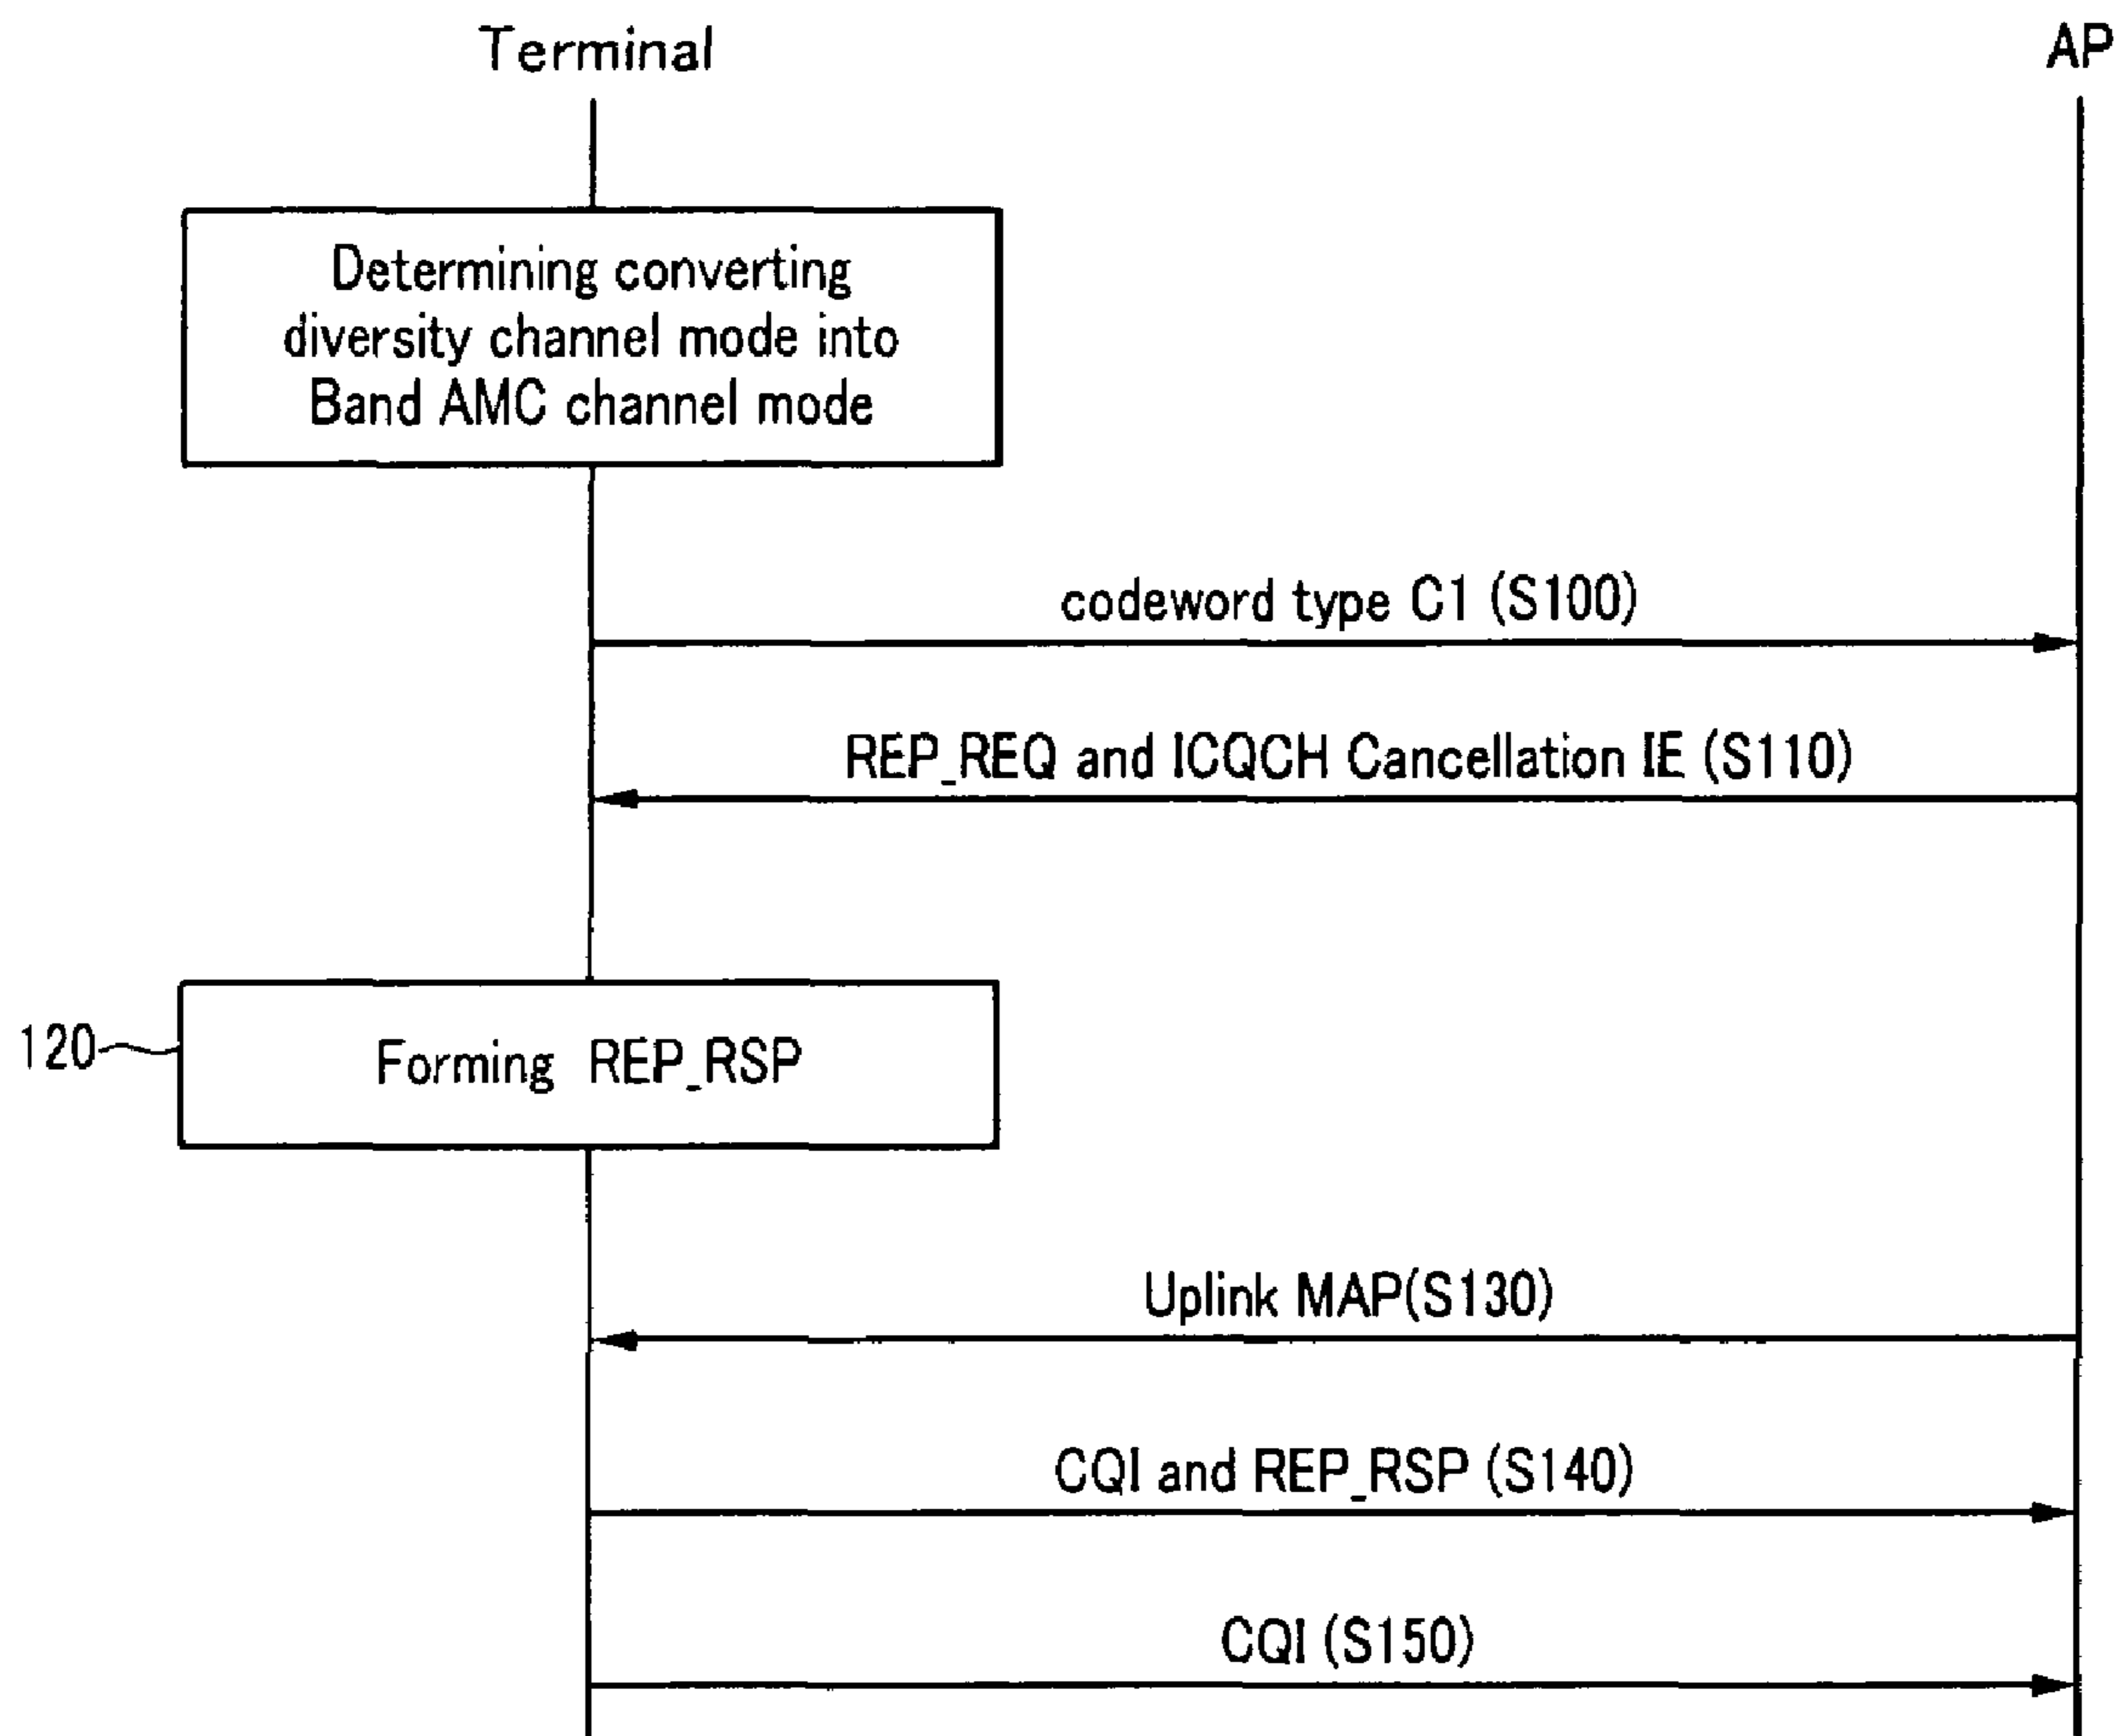 Terminal
AP
Determining converting
diversity channel mode into
Band AMC channel mode
codeword type C1 (S100)
REP_REQ and ICQCH Cancellation IE (S110)
120
Forming REP_RSP
Uplink MAP(S130)
CQI and REP_RSP (S140)
CQI (S150)